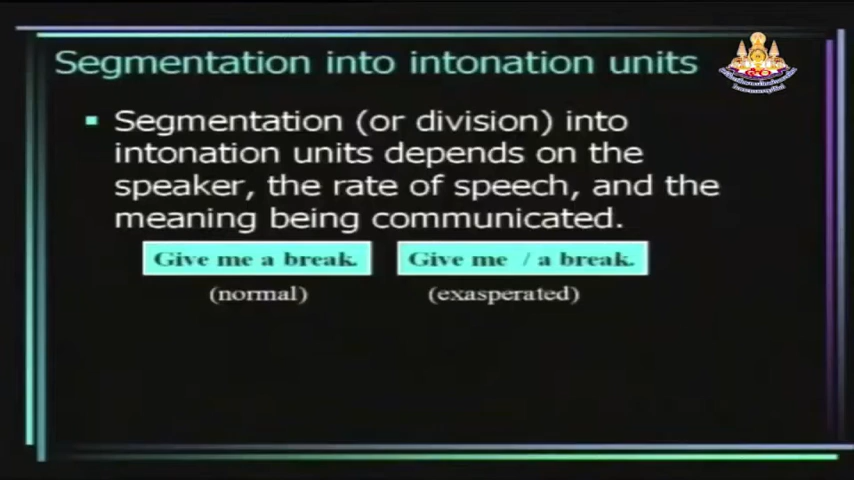 Segmentation into intonation units
Segmentation (or division) into
intonation units depends on the
speaker, the rate of speech, and the
meaning being communicated.
Give me a break. Give me / a break.
(normal) (exasperated)